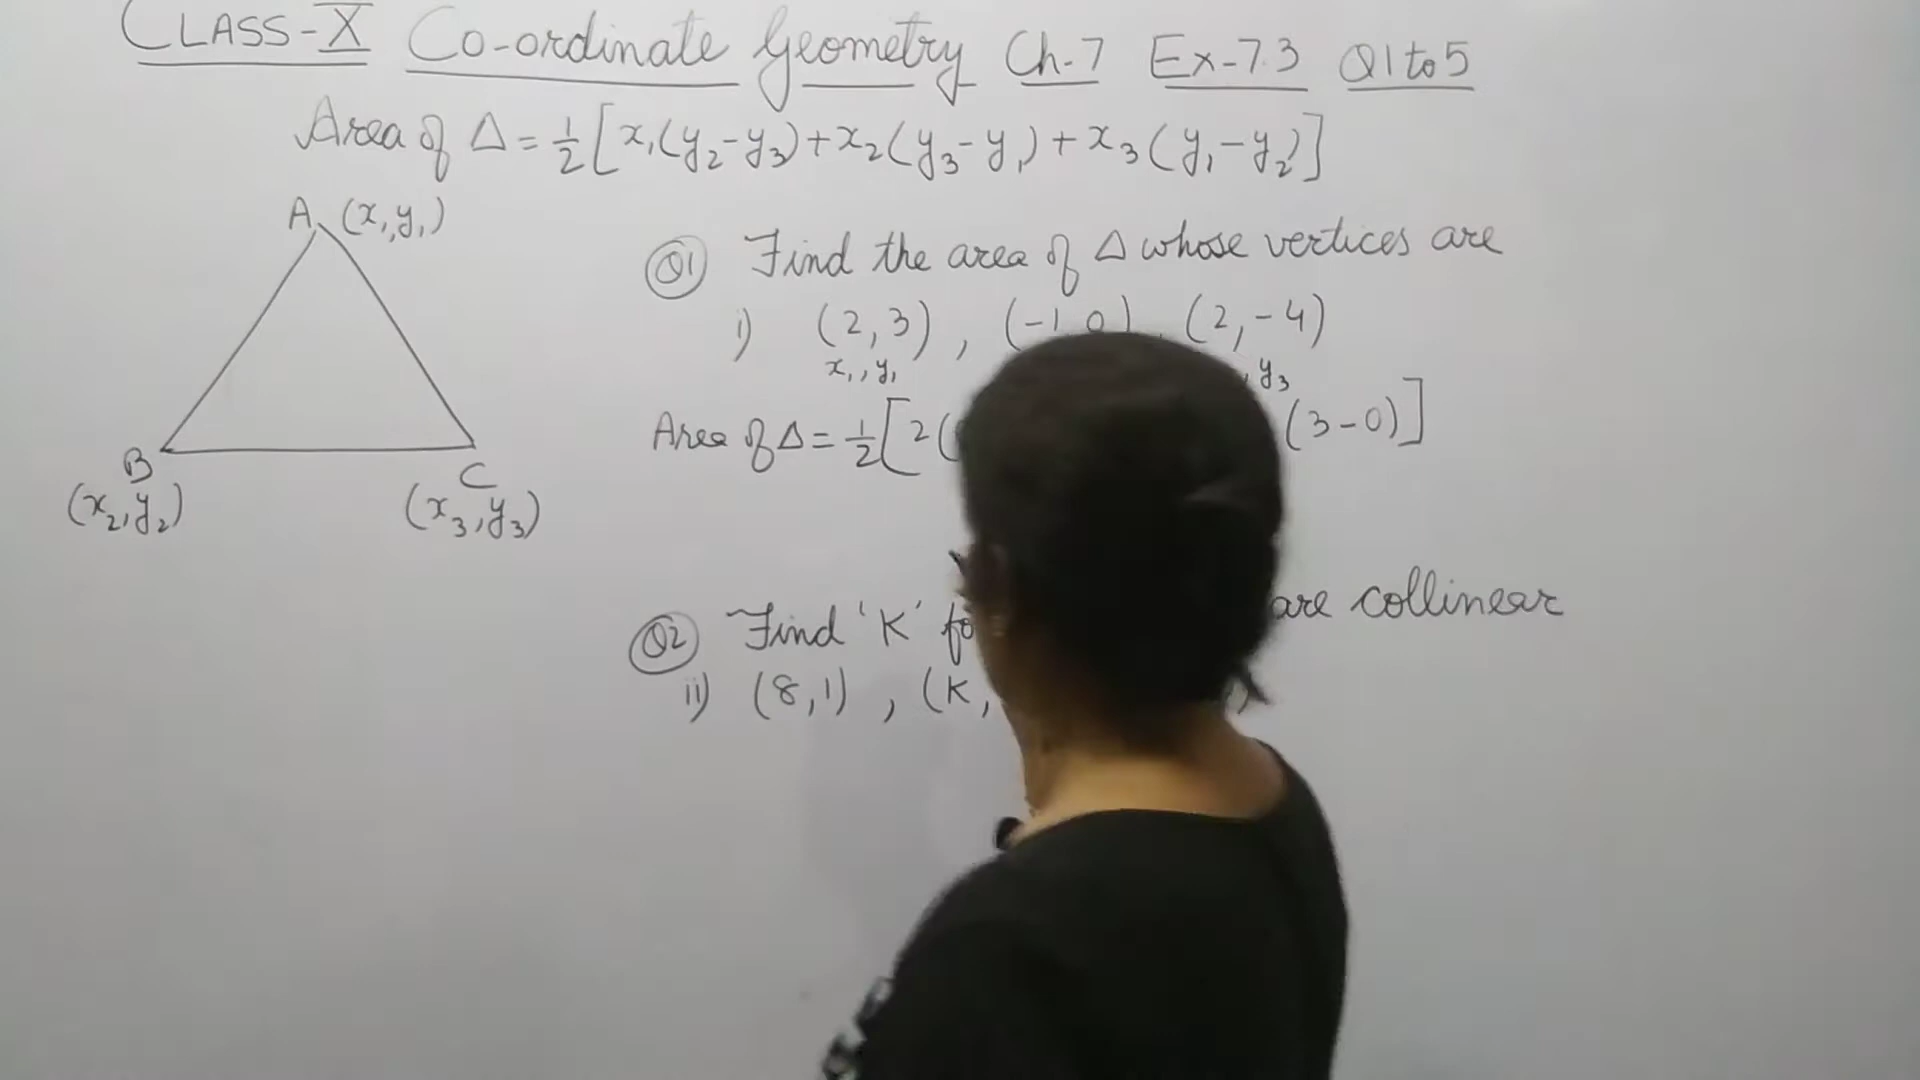 CLASS-X Co-ordinate Geometry Ch-7 Ex-7.3 Q1 to 5
Area of Δ = 1/2 [x₁(y₂-y₃)+x₂(y₃-y₁)+x₃(y₁-y₂)]
A (x₁,y₁)
B
(x₂,y₂)
C
(x₃,y₃)
Q1 Find the area of Δ whose vertices are
i) (2,3) , (-1,0), (2,-4)
x₁,y₁ , y₃
Area of Δ = 1/2 [2( (3-0)]
Q2 Find 'K' are collinear
ii) (8,1) , (K,